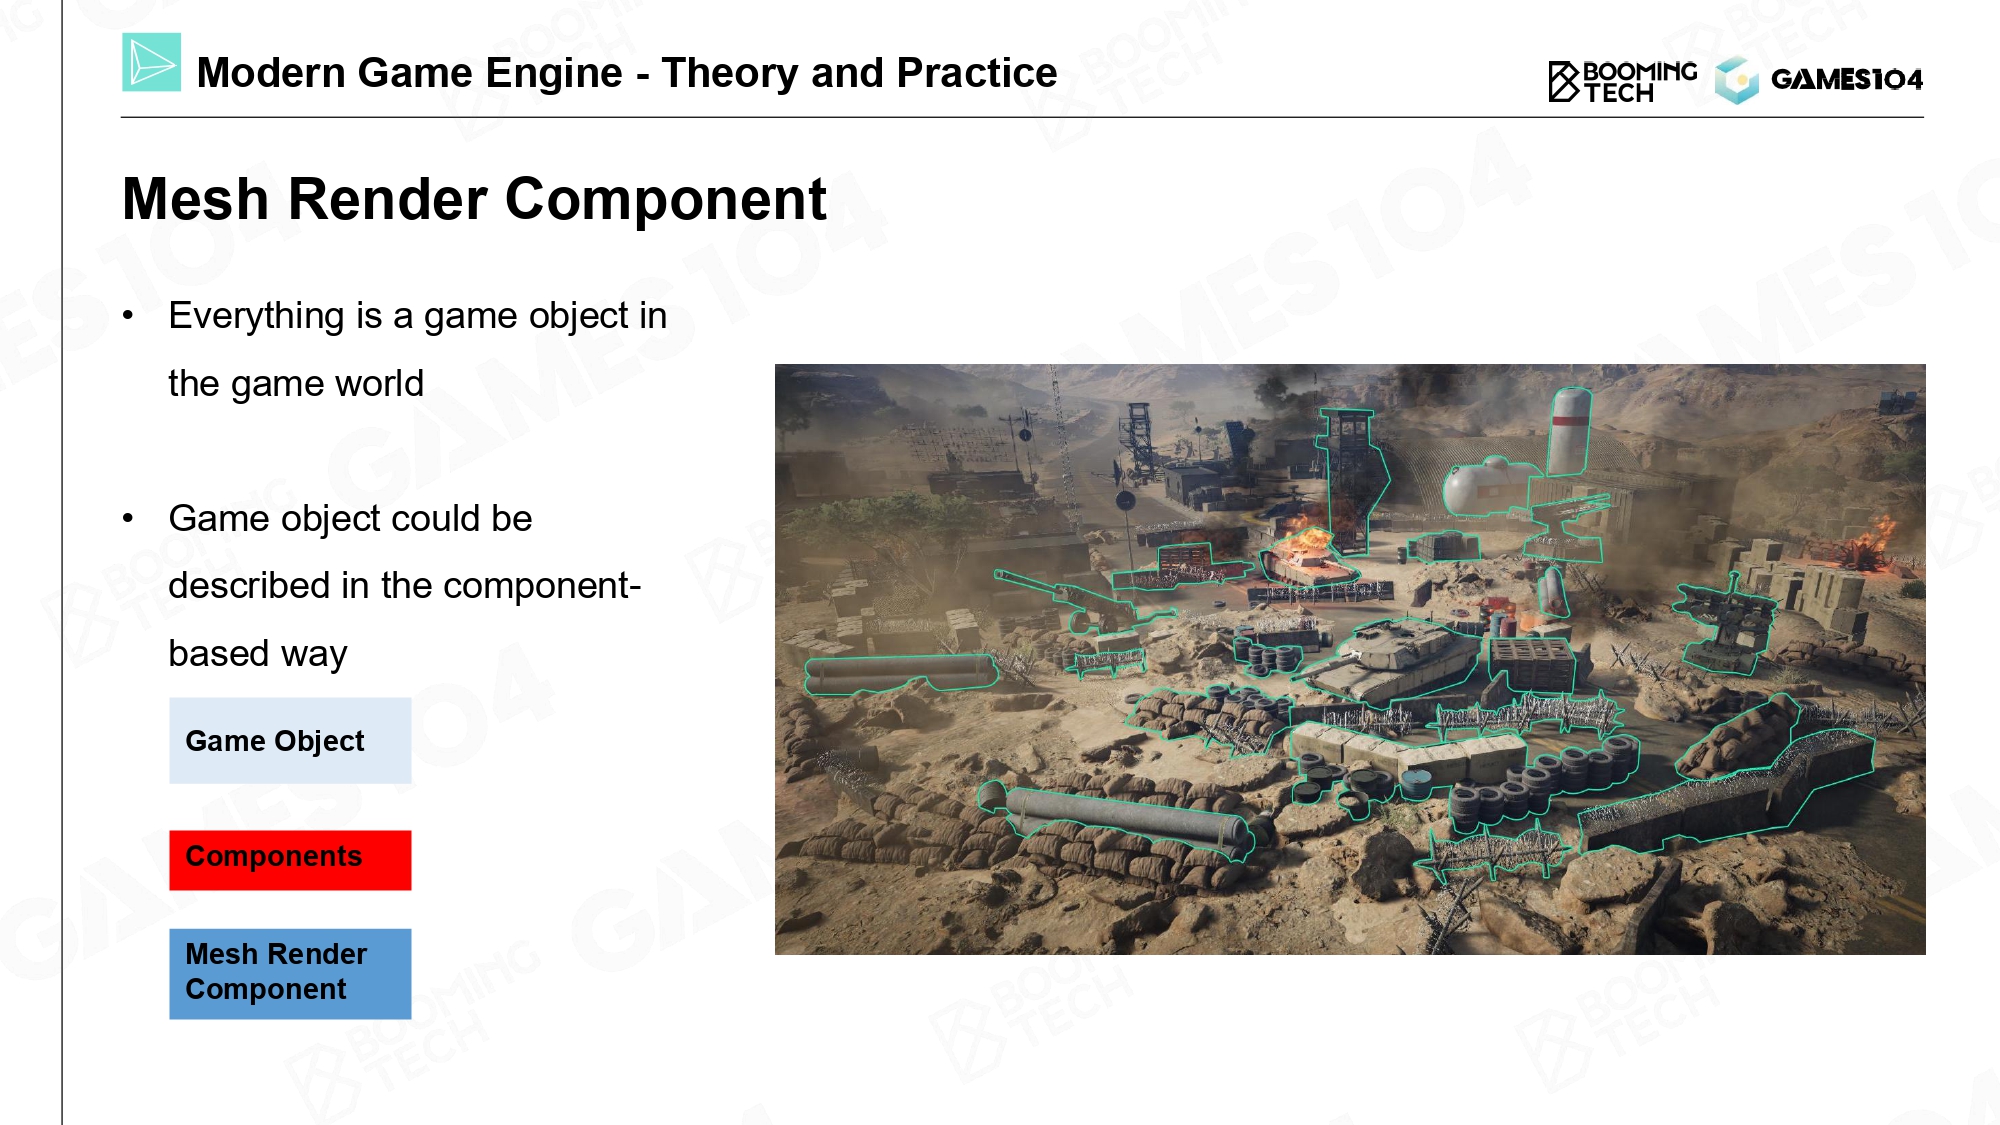 Modern Game Engine - Theory and Practice
BOOMING
TECH
GAMES104
Mesh Render Component
• Everything is a game object in
the game world
• Game object could be
described in the component-
based way
Game Object
Components
Mesh Render
Component